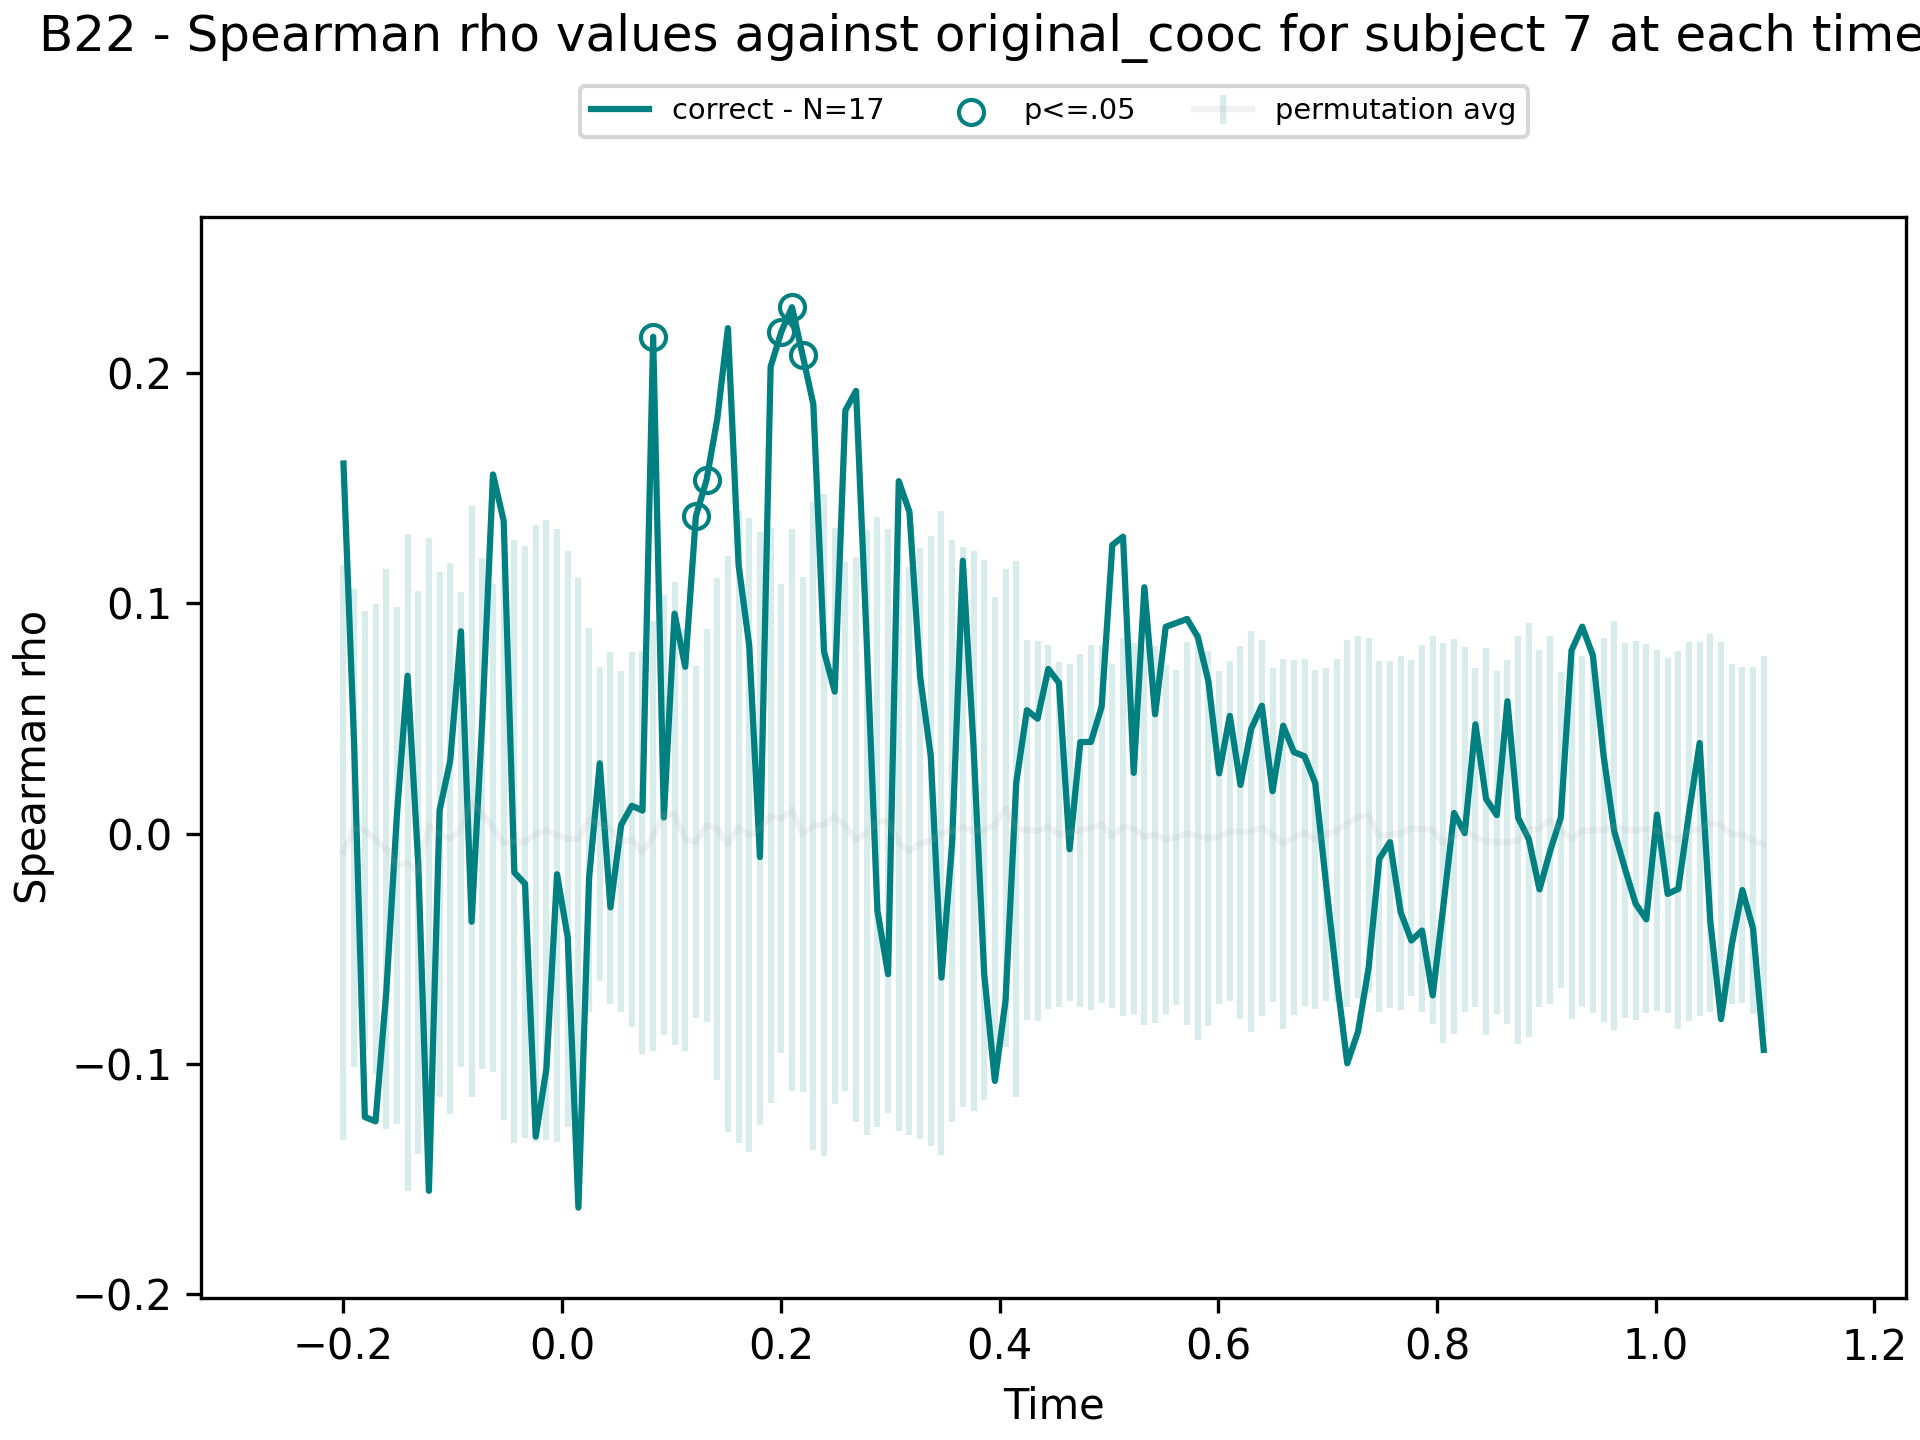 B22 - Spearman rho values against original_cooc for subject 7 at each time
correct - N=17 p<=.05 permutation avg
Spearman rho
0.2
0.1
0.0
−0.1
−0.2
−0.2 0.0 0.2 0.4 0.6 0.8 1.0 1.2
Time